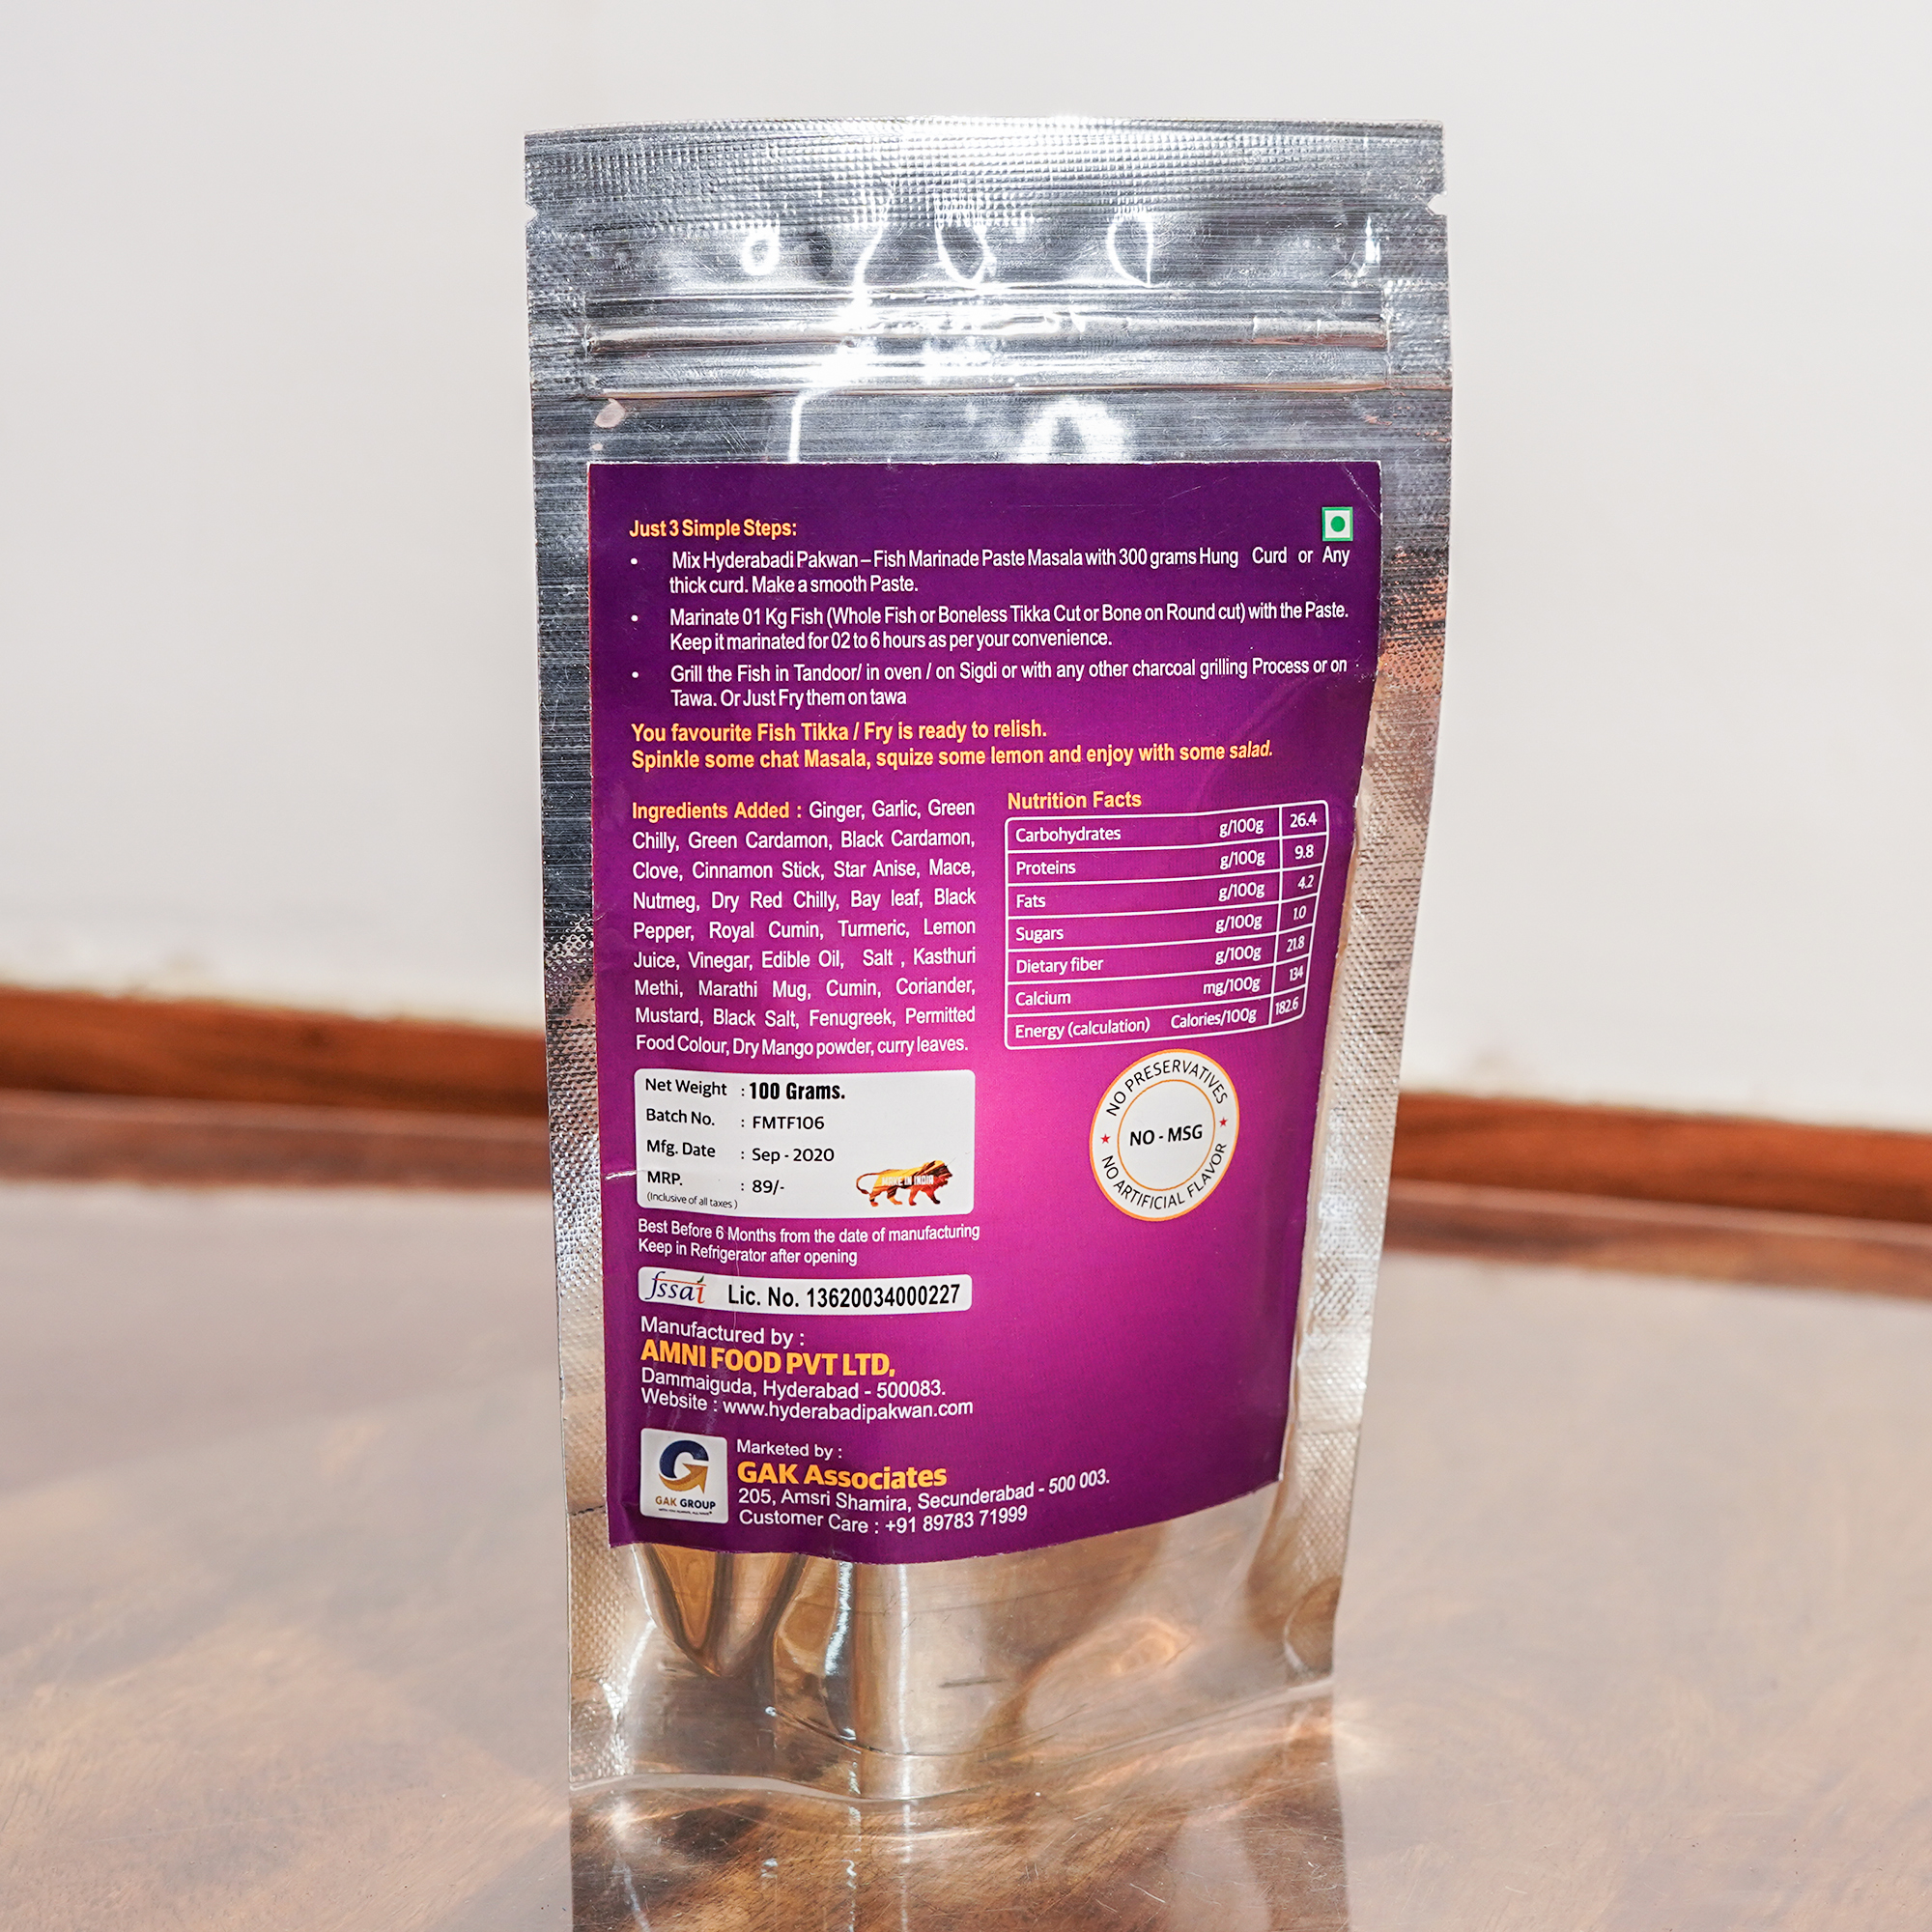 Just 3 Simple Steps:
• Mix Hyderabadi Pakwan – Fish Marinade Paste Masala with 300 grams Hung Curd or Any
thick curd. Make a smooth Paste.
• Marinate 01 Kg Fish (Whole Fish or Boneless Tikka Cut or Bone on Round cut) with the Paste.
Keep it marinated for 02 to 6 hours as per your convenience.
• Grill the Fish in Tandoor/ in oven / on Sigdi or with any other charcoal grilling Process or on
Tawa. Or Just Fry them on tawa
You favourite Fish Tikka / Fry is ready to relish.
Spinkle some chat Masala, squize some lemon and enjoy with some salad.
Ingredients Added : Ginger, Garlic, Green
Chilly, Green Cardamon, Black Cardamon,
Clove, Cinnamon Stick, Star Anise, Mace,
Nutmeg, Dry Red Chilly, Bay leaf, Black
Pepper, Royal Cumin, Turmeric, Lemon
Juice, Vinegar, Edible Oil, Salt , Kasthuri
Methi, Marathi Mug, Cumin, Coriander,
Mustard, Black Salt, Fenugreek, Permitted
Food Colour, Dry Mango powder, curry leaves.
Nutrition Facts
Carbohydrates g/100g 26.4
Proteins g/100g 9.8
Fats g/100g 4.2
Sugars g/100g 1.0
Dietary fiber g/100g 21.8
Calcium mg/100g 134
Energy (calculation) Calories/100g 182.6
NO PRESERVATIVES
NO - MSG
NO ARTIFICIAL FLAVOR
Net Weight : 100 Grams.
Batch No. : FMTF106
Mfg. Date : Sep - 2020
MRP. : 89/-
(Inclusive of all taxes )
MAKE IN INDIA
Best Before 6 Months from the date of manufacturing
Keep in Refrigerator after opening
fssai Lic. No. 13620034000227
Manufactured by :
AMNI FOOD PVT LTD,
Dammaiguda, Hyderabad - 500083.
Website : www.hyderabadipakwan.com
GAK GROUP
Marketed by :
GAK Associates
205, Amsri Shamira, Secunderabad - 500 003.
Customer Care : +91 89783 71999